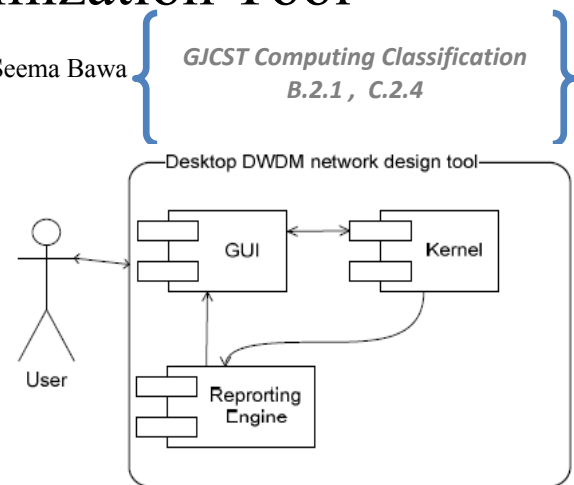 Tool
Seema Bawa
GJCST Computing Classification
B.2.1 , C.2.4
Desktop DWDM network design tool
GUI
Kernel
User
Reprorting
Engine